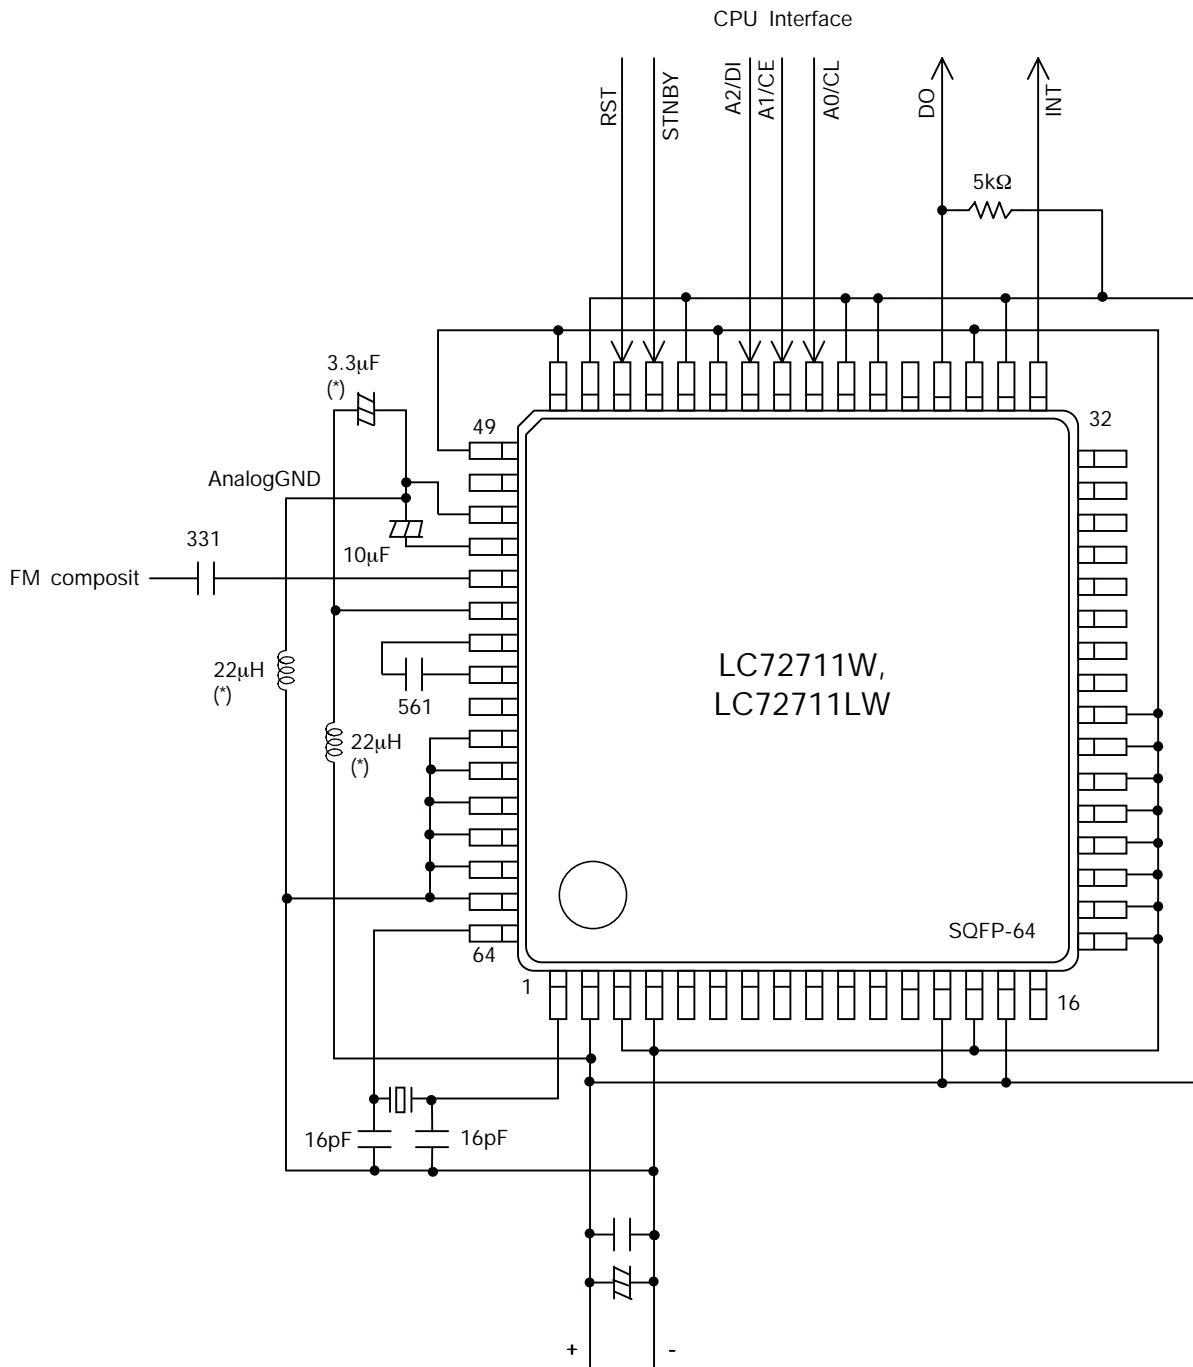 CPU Interface
RST
STNBY
A2/DI
A1/CE
A0/CL
DO
INT
5kΩ
3.3μF
(*)
49
32
AnalogGND
331
10μF
FM composit
LC72711W,
LC72711LW
22μH
(*)
561
22μH
(*)
SQFP-64
64
1
16
16pF
16pF
+
-